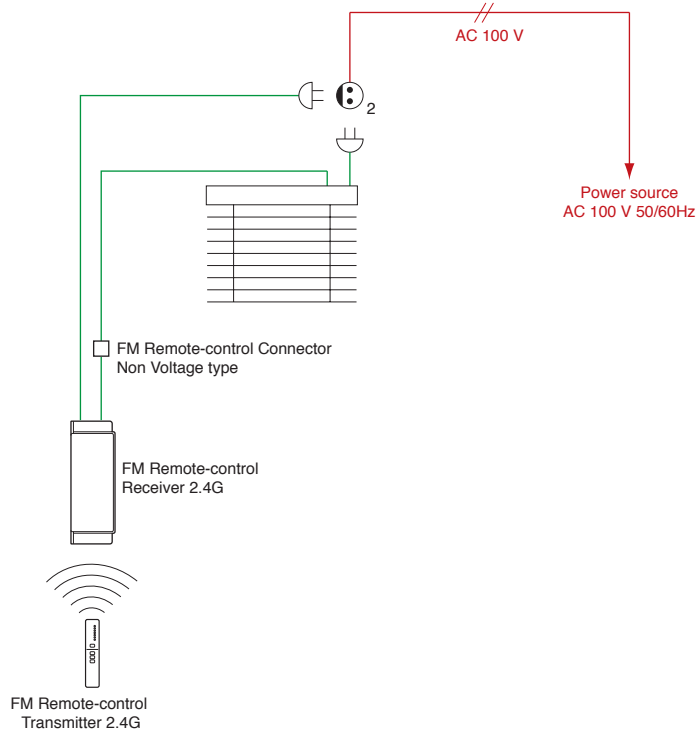 AC 100 V
2
Power source
AC 100 V 50/60Hz
FM Remote-control Connector
Non Voltage type
FM Remote-control
Receiver 2.4G
FM Remote-control
Transmitter 2.4G